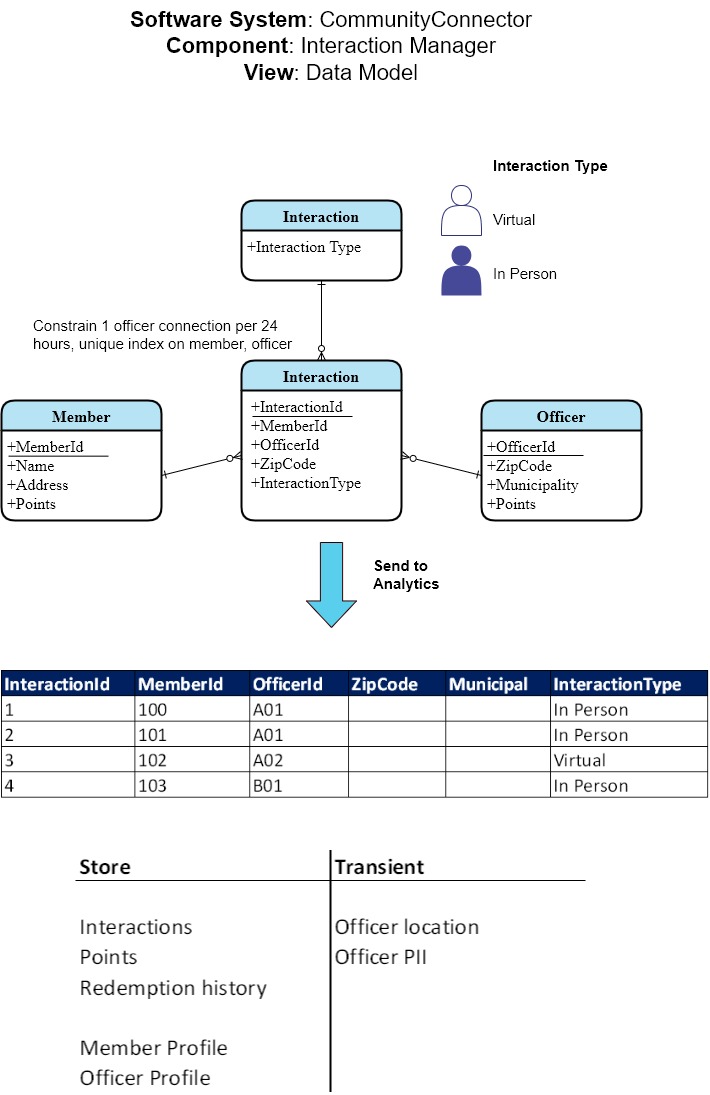 Software System: CommunityConnector
Component: Interaction Manager
View: Data Model
Interaction Type
Virtual
In Person
Interaction
+Interaction Type
Constrain 1 officer connection per 24
hours, unique index on member, officer
Interaction
+InteractionId
+MemberId
+OfficerId
+ZipCode
+InteractionType
Member
+MemberId
+Name
+Address
+Points
Officer
+OfficerId
+ZipCode
+Municipality
+Points
Send to
Analytics
InteractionId MemberId OfficerId ZipCode Municipal InteractionType
1 100 A01 In Person
2 101 A01 In Person
3 102 A02 Virtual
4 103 B01 In Person
Store Transient
Interactions Officer location
Points Officer PII
Redemption history
Member Profile
Officer Profile